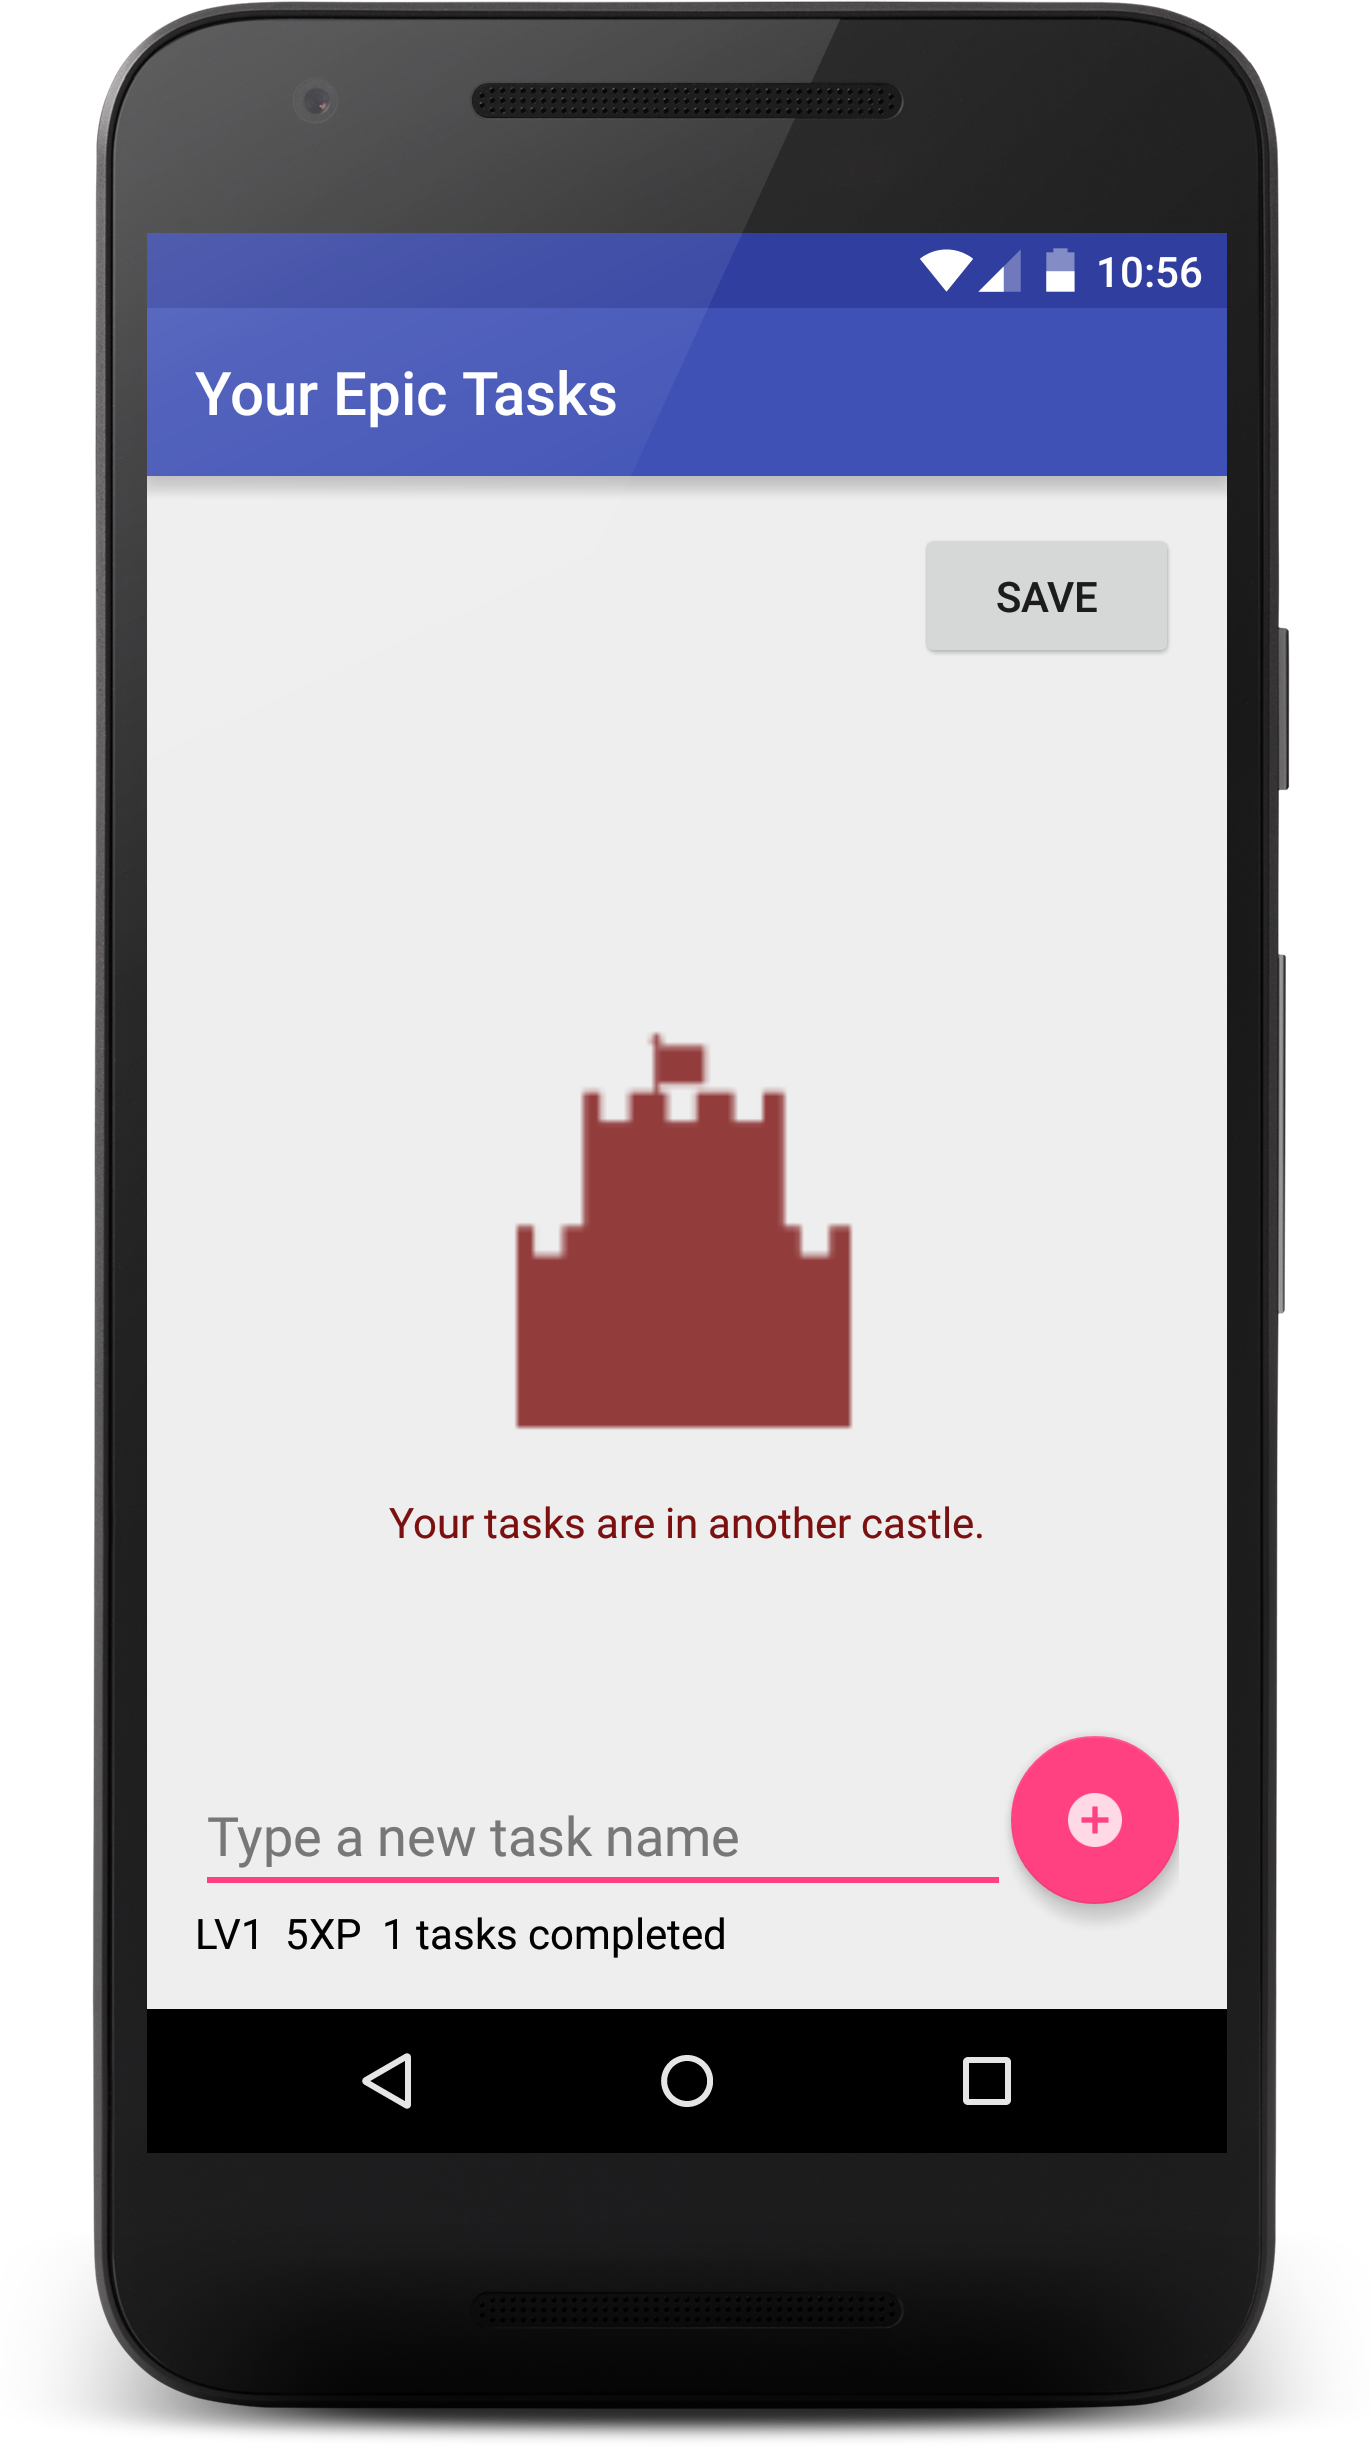 10:56
Your Epic Tasks
SAVE
Your tasks are in another castle.
Type a new task name
LV1 5XP 1 tasks completed